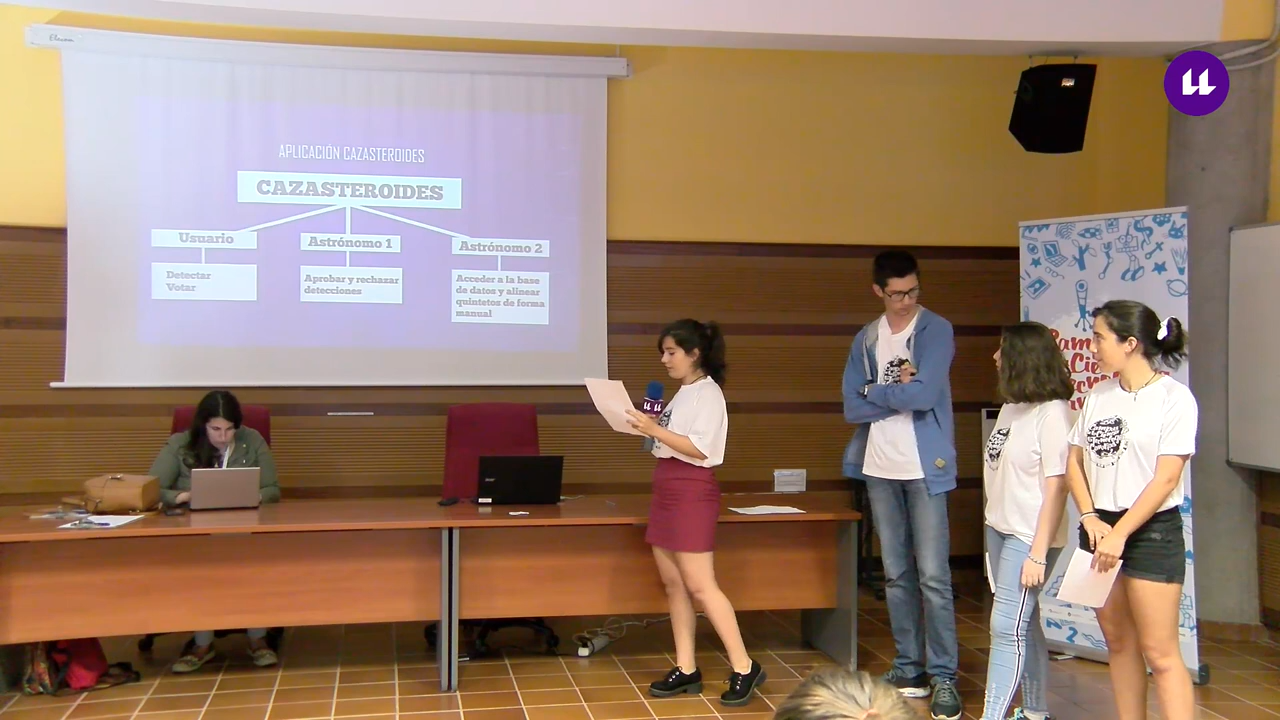 APLICACIÓN CAZASTEROIDES
CAZASTEROIDES
Usuario
Astrónomo 1
Astrónomo 2
Detectar
Votar
Aprobar y rechazar
detecciones
Acceder a la base
de datos y alinear
quintetos de forma
manual